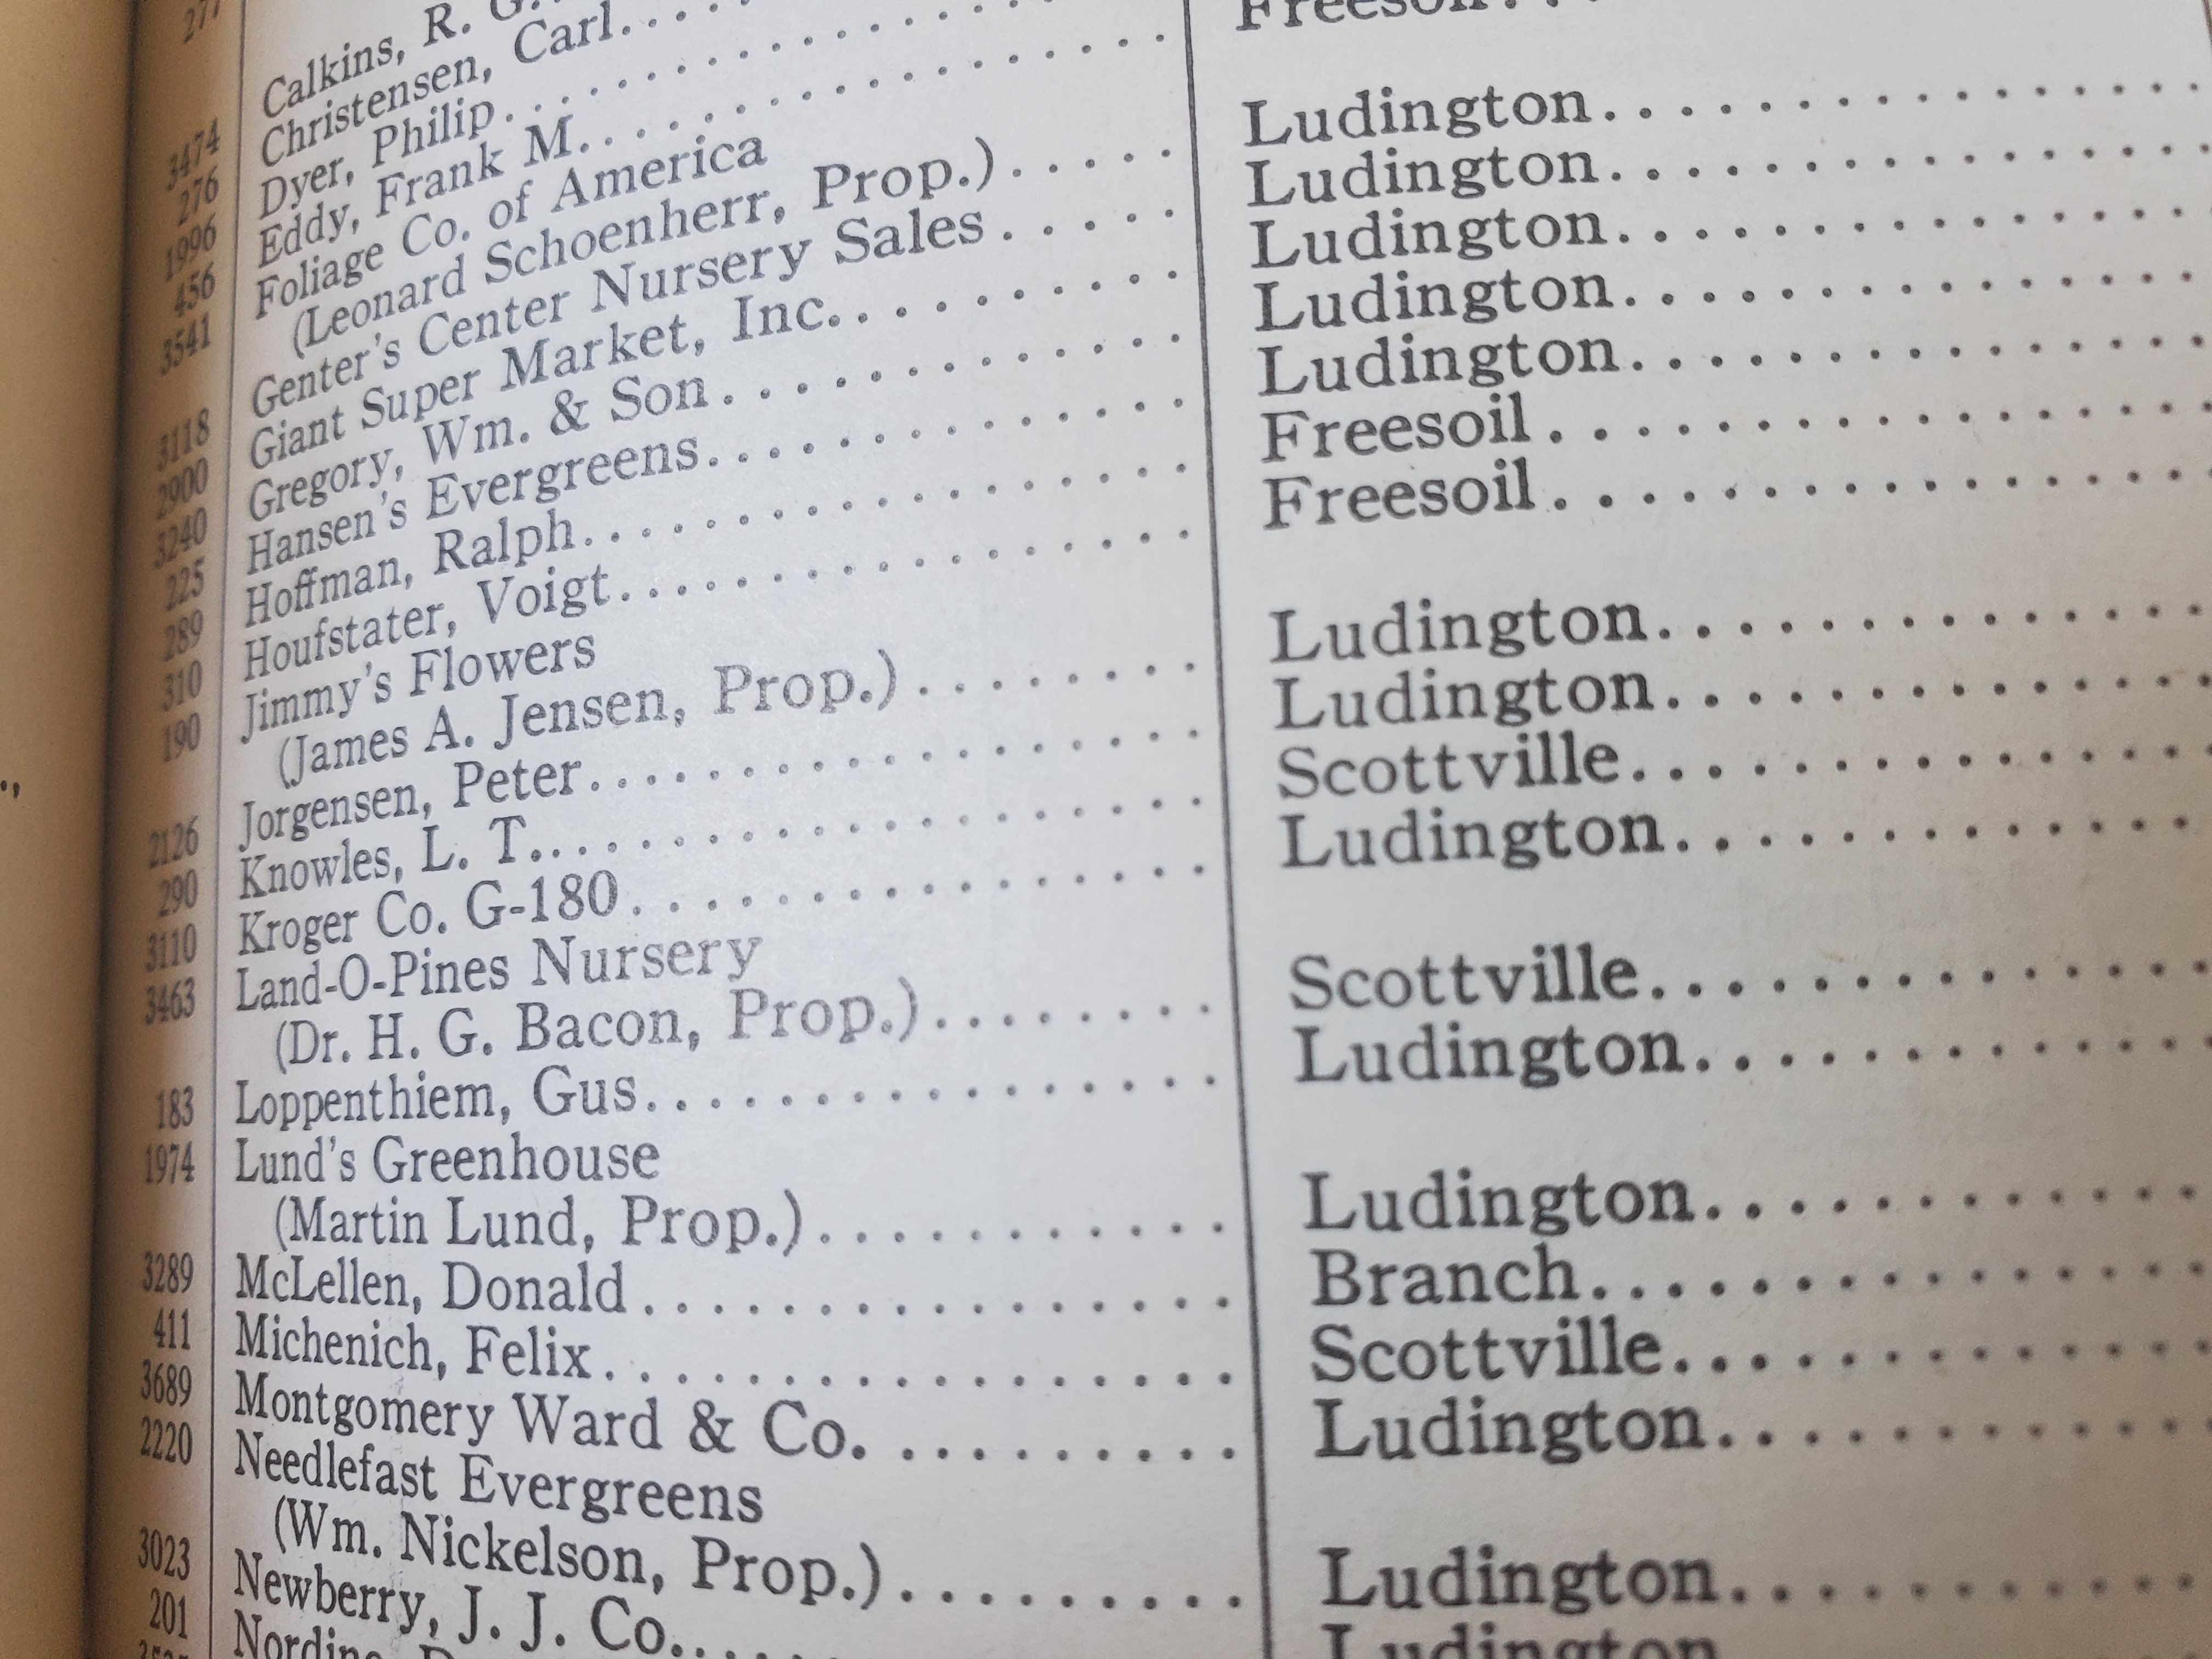 277
3474 Calkins, R. G.
276 Christensen, Carl
1996 Dyer, Philip
456 Eddy, Frank M. Freesoil
3541 Foliage Co. of America
(Leonard Schoenherr, Prop.) Ludington
3118 Genter's Center Nursery Sales Ludington
2900 Giant Super Market, Inc. Ludington
3240 Gregory, Wm. & Son Ludington
225 Hansen's Evergreens Ludington
289 Hoffman, Ralph Freesoil
310 Houfstater, Voigt Freesoil
190 Jimmy's Flowers
(James A. Jensen, Prop.) Ludington
2126 Jorgensen, Peter Ludington
290 Knowles, L. T. Scottville
3110 Kroger Co. G-180 Ludington
3463 Land-O-Pines Nursery
(Dr. H. G. Bacon, Prop.) Scottville
183 Loppenthiem, Gus Ludington
1974 Lund's Greenhouse
(Martin Lund, Prop.) Ludington
3289 McLellen, Donald Branch
411 Michenich, Felix Scottville
3689 Montgomery Ward & Co. Ludington
2220 Needlefast Evergreens
(Wm. Nickelson, Prop.) Ludington
3023 Newberry, J. J. Co. Ludington
201